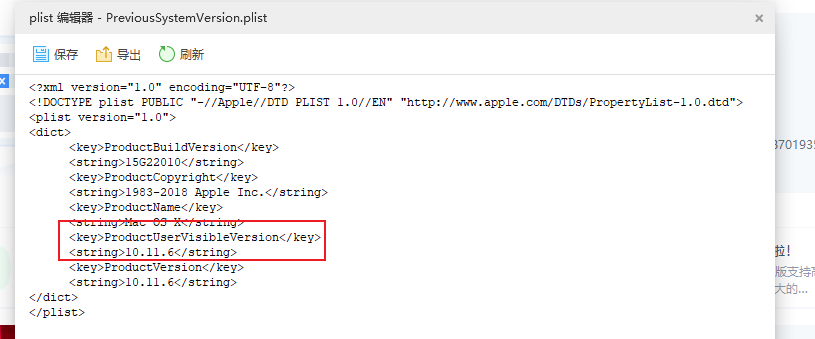 plist 编辑器 - PreviousSystemVersion.plist
×
保存 导出 刷新
<?xml version="1.0" encoding="UTF-8"?>
<!DOCTYPE plist PUBLIC "-//Apple//DTD PLIST 1.0//EN" "http://www.apple.com/DTDs/PropertyList-1.0.dtd">
<plist version="1.0">
<dict>
<key>ProductBuildVersion</key>
<string>15G22010</string>
<key>ProductCopyright</key>
<string>1983-2018 Apple Inc.</string>
<key>ProductName</key>
<string>Mac OS X</string>
<key>ProductUserVisibleVersion</key>
<string>10.11.6</string>
<key>ProductVersion</key>
<string>10.11.6</string>
</dict>
</plist>
3701935
啦！
版支持高
大的...